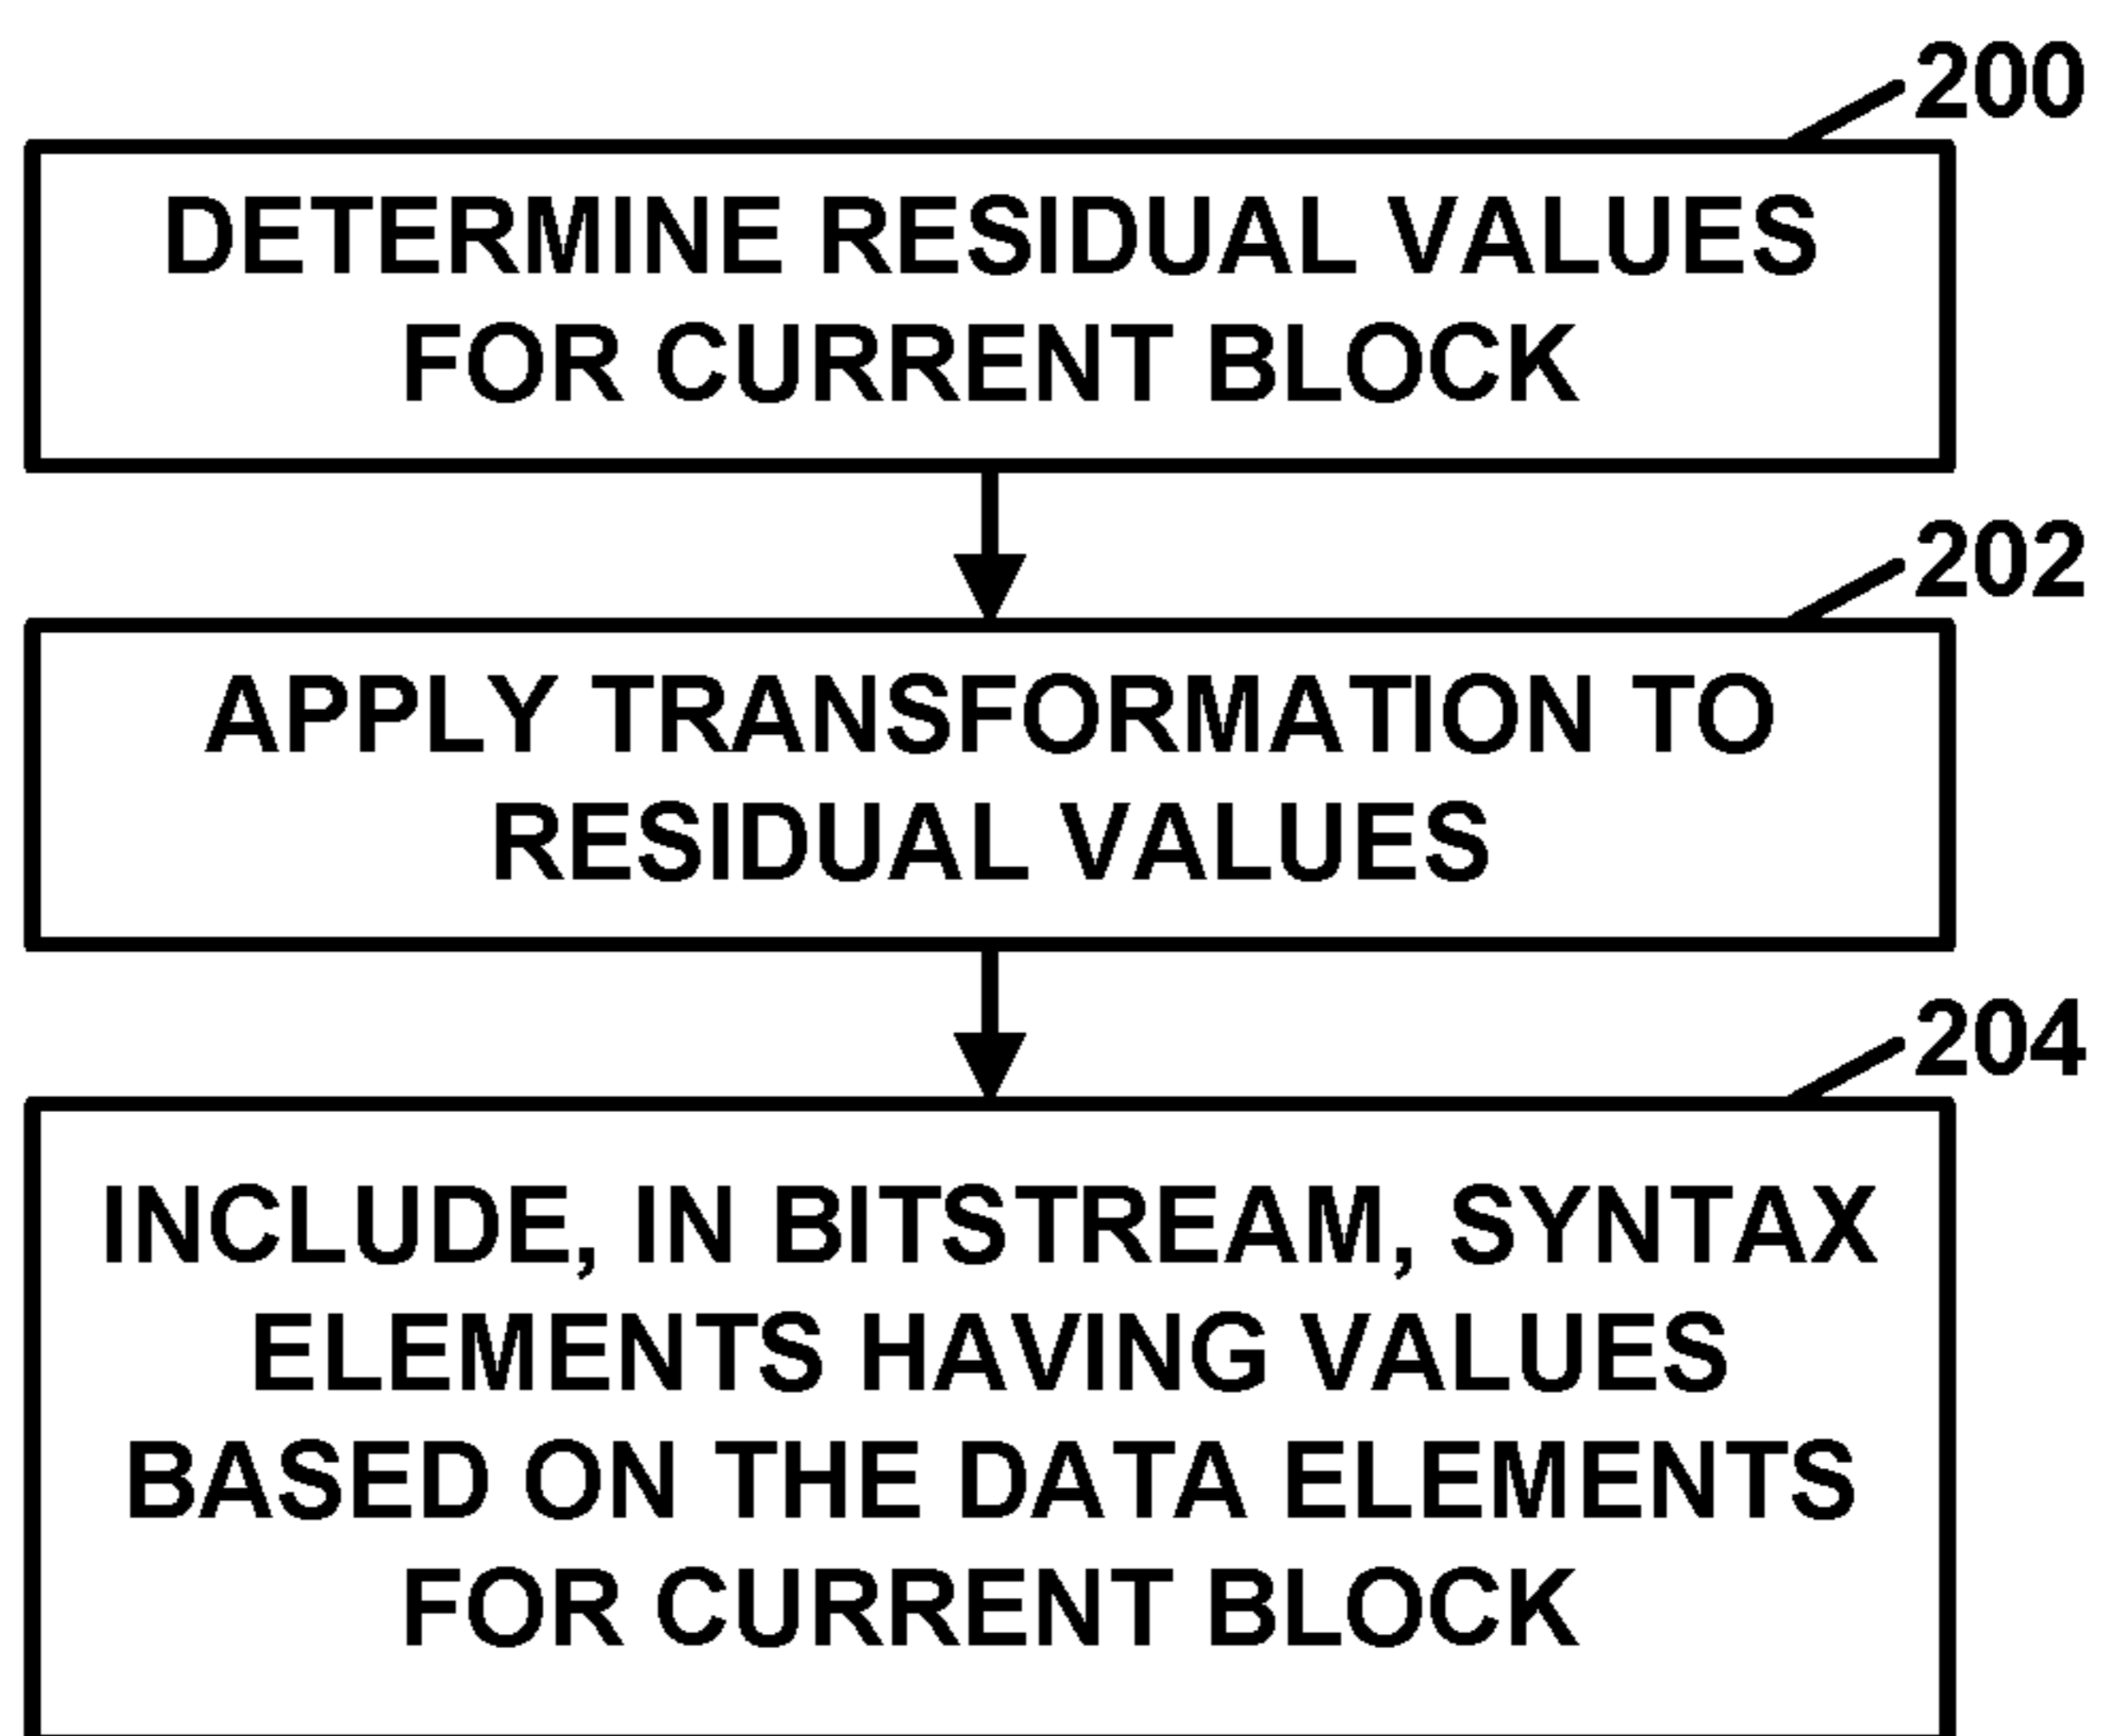 200
DETERMINE RESIDUAL VALUES
FOR CURRENT BLOCK
202
APPLY TRANSFORMATION TO
RESIDUAL VALUES
204
INCLUDE, IN BITSTREAM, SYNTAX
ELEMENTS HAVING VALUES
BASED ON THE DATA ELEMENTS
FOR CURRENT BLOCK